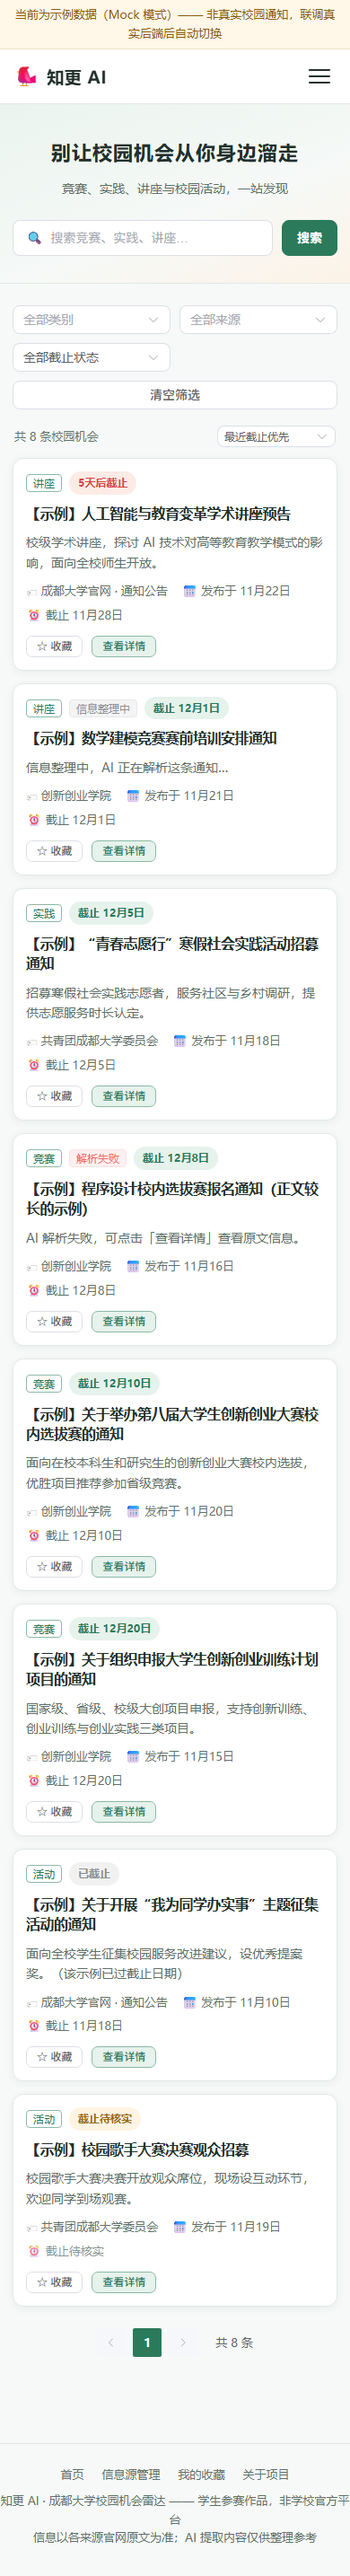 当前为示例数据（Mock 模式）—— 非真实校园通知，联调真
实后端后自动切换
知更 AI
别让校园机会从你身边溜走
竞赛、实践、讲座与校园活动，一站发现
搜索竞赛、实践、讲座...
搜索
全部类别
全部来源
全部截止状态
清空筛选
共 8 条校园机会
最近截止优先
讲座
5天后截止
【示例】人工智能与教育变革学术讲座预告
校级学术讲座，探讨 AI 技术对高等教育教学模式的影
响，面向全校师生开放。
成都大学官网 · 通知公告
发布于 11月22日
截止 11月28日
☆ 收藏
查看详情
讲座
信息整理中
截止 12月1日
【示例】数学建模竞赛赛前培训安排通知
信息整理中，AI 正在解析这条通知...
创新创业学院
发布于 11月21日
截止 12月1日
☆ 收藏
查看详情
实践
截止 12月5日
【示例】“青春志愿行”寒假社会实践活动招募
通知
招募寒假社会实践志愿者，服务社区与乡村调研，提
供志愿服务时长认定。
共青团成都大学委员会
发布于 11月18日
截止 12月5日
☆ 收藏
查看详情
竞赛
解析失败
截止 12月8日
【示例】程序设计校内选拔赛报名通知（正文较
长的示例）
AI 解析失败，可点击「查看详情」查看原文信息。
创新创业学院
发布于 11月16日
截止 12月8日
☆ 收藏
查看详情
竞赛
截止 12月10日
【示例】关于举办第八届大学生创新创业大赛校
内选拔赛的通知
面向在校本科生和研究生的创新创业大赛校内选拔，
优胜项目推荐参加省级竞赛。
创新创业学院
发布于 11月20日
截止 12月10日
☆ 收藏
查看详情
竞赛
截止 12月20日
【示例】关于组织申报大学生创新创业训练计划
项目的通知
国家级、省级、校级大创项目申报，支持创新训练、
创业训练与创业实践三类项目。
创新创业学院
发布于 11月15日
截止 12月20日
☆ 收藏
查看详情
活动
已截止
【示例】关于开展“我为同学办实事”主题征集
活动的通知
面向全校学生征集校园服务改进建议，设优秀提案
奖。（该示例已过截止日期）
成都大学官网 · 通知公告
发布于 11月10日
截止 11月18日
☆ 收藏
查看详情
活动
截止待核实
【示例】校园歌手大赛决赛观众招募
校园歌手大赛决赛开放观众席位，现场设互动环节，
欢迎同学到场观赛。
共青团成都大学委员会
发布于 11月19日
截止待核实
☆ 收藏
查看详情
1
共 8 条
首页
信息源管理
我的收藏
关于项目
知更 AI · 成都大学校园机会雷达 —— 学生参赛作品，非学校官方平
台
信息以各来源官网原文为准；AI 提取内容仅供整理参考